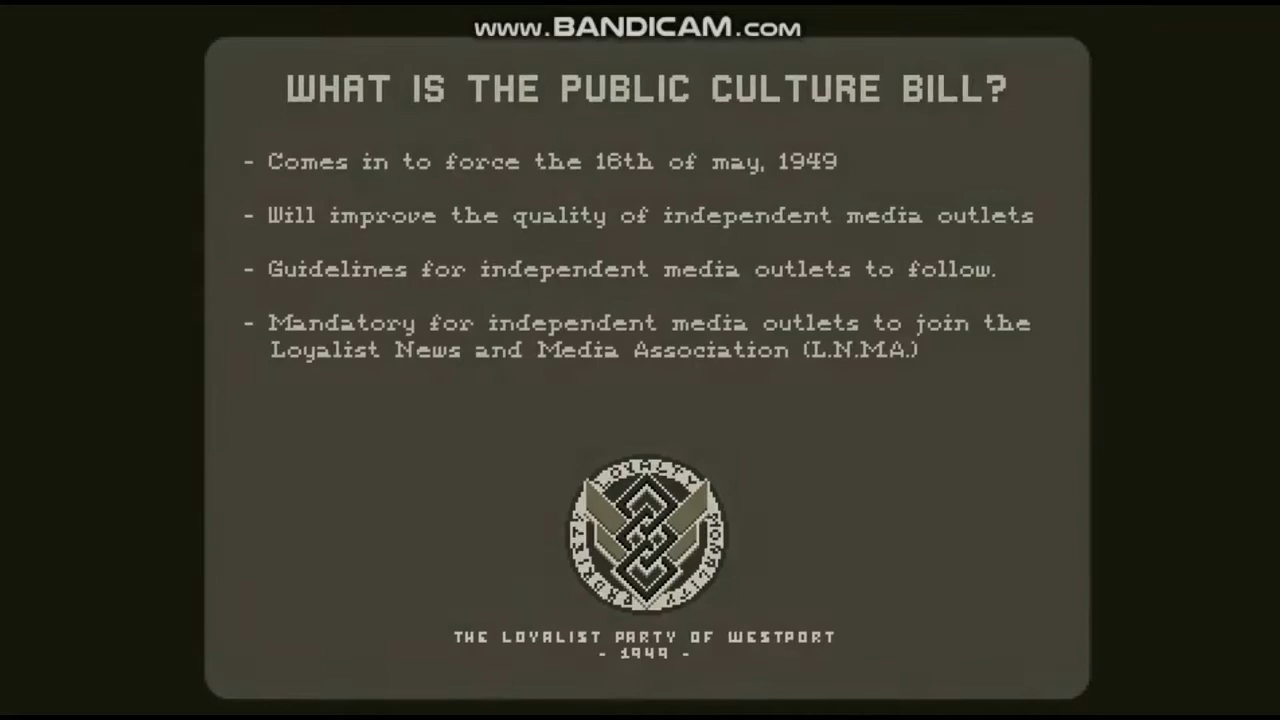 www.BANDICAM.com
WHAT IS THE PUBLIC CULTURE BILL?
- Comes in to force the 16th of may, 1949
- Will improve the quality of independent media outlets
- Guidelines for independent media outlets to follow.
- Mandatory for independent media outlets to join the
Loyalist News and Media Association (L.N.M.A.)
LOYALTY
THE LOYALIST PARTY OF WESTPORT
- 1949 -